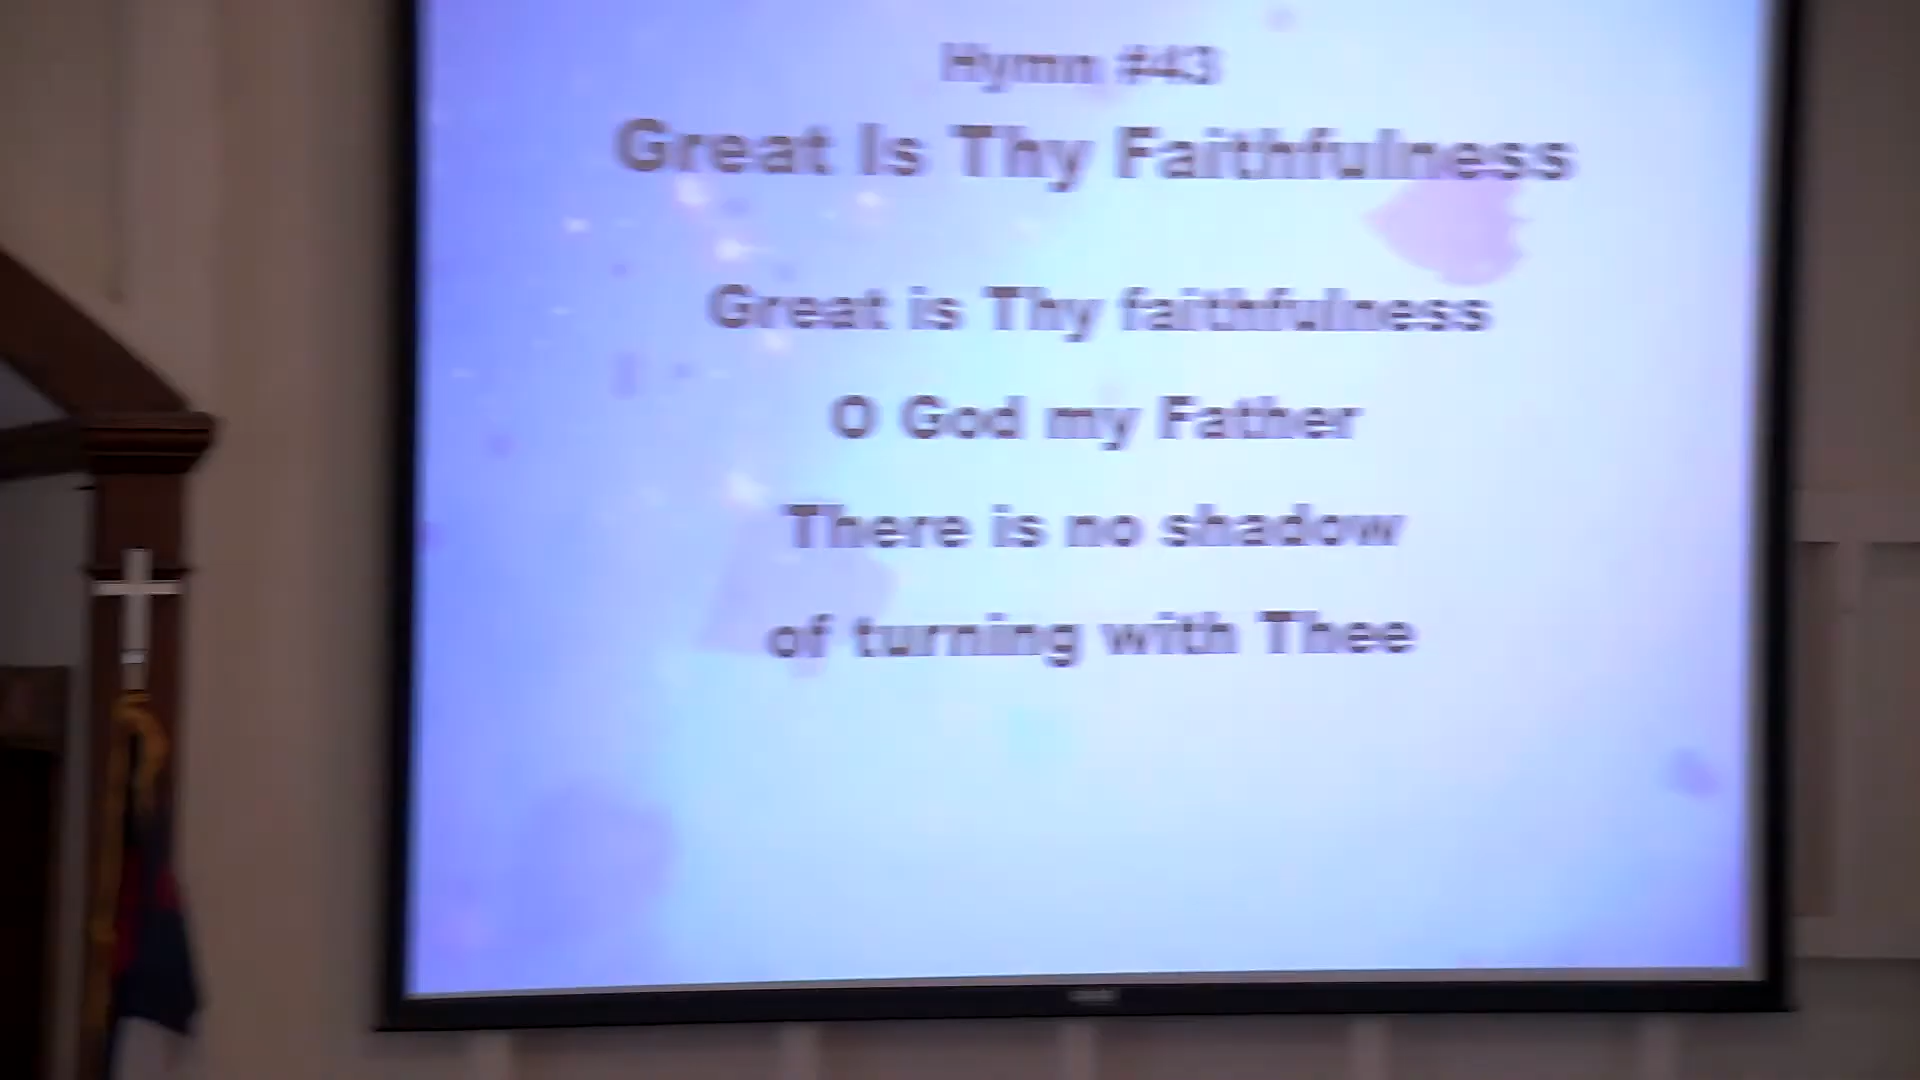 Hymn #43
Great Is Thy Faithfulness
Great is Thy faithfulness
O God my Father
There is no shadow
of turning with Thee